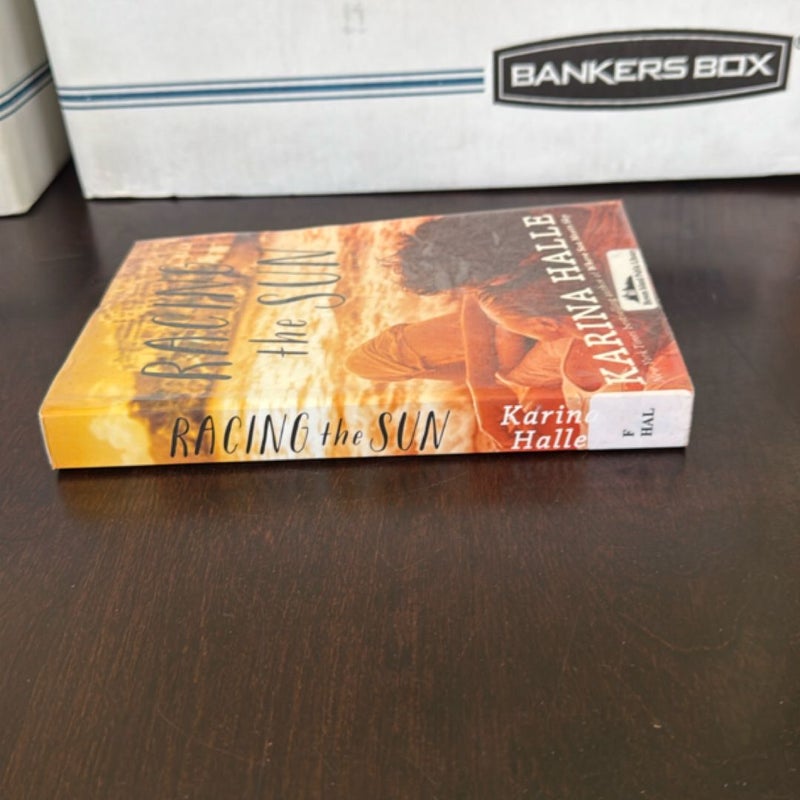 BANKERS BOX
RACING
the SUN
KARINA HALLE
RACING the SUN
Karina
Halle
F
HAL